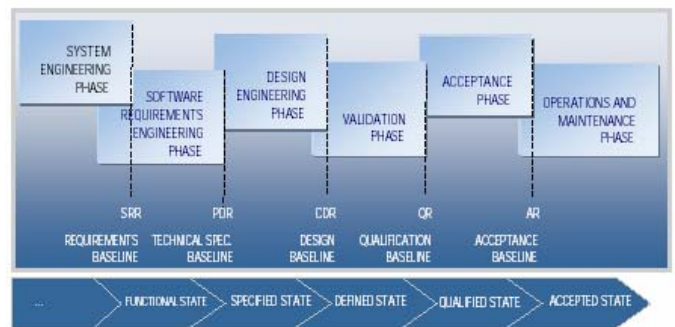 SYSTEM
ENGINEERING
PHASE
SOFTWARE
REQUIREMENTS
ENGINEERING
PHASE
DESIGN
ENGINEERING
PHASE
VALIDATION
PHASE
ACCEPTANCE
PHASE
OPERATIONS AND
MAINTENANCE
PHASE
SRR
PDR
CDR
QR
AR
REQUIREMENTS
BASELINE
TECHNICAL SPEC.
BASELINE
DESIGN
BASELINE
QUALIFICATION
BASELINE
ACCEPTANCE
BASELINE
...
FUNCTIONAL STATE
SPECIFIED STATE
DEFINED STATE
QUALIFIED STATE
ACCEPTED STATE